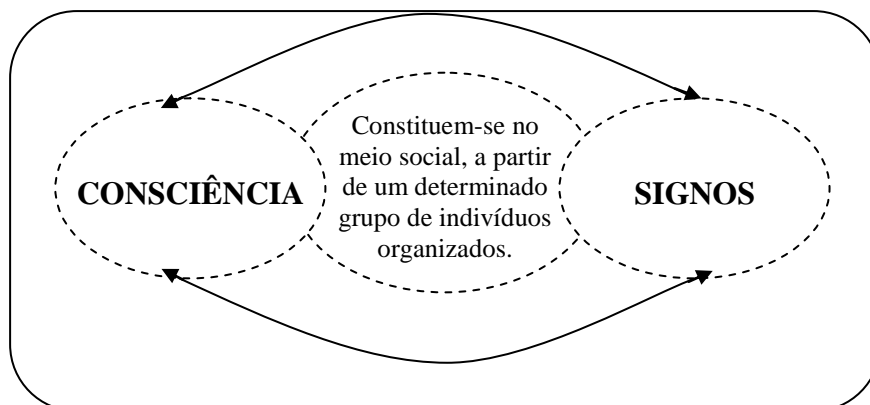 CONSCIÊNCIA
Constituem-se no
meio social, a partir
de um determinado
grupo de indivíduos
organizados.
SIGNOS